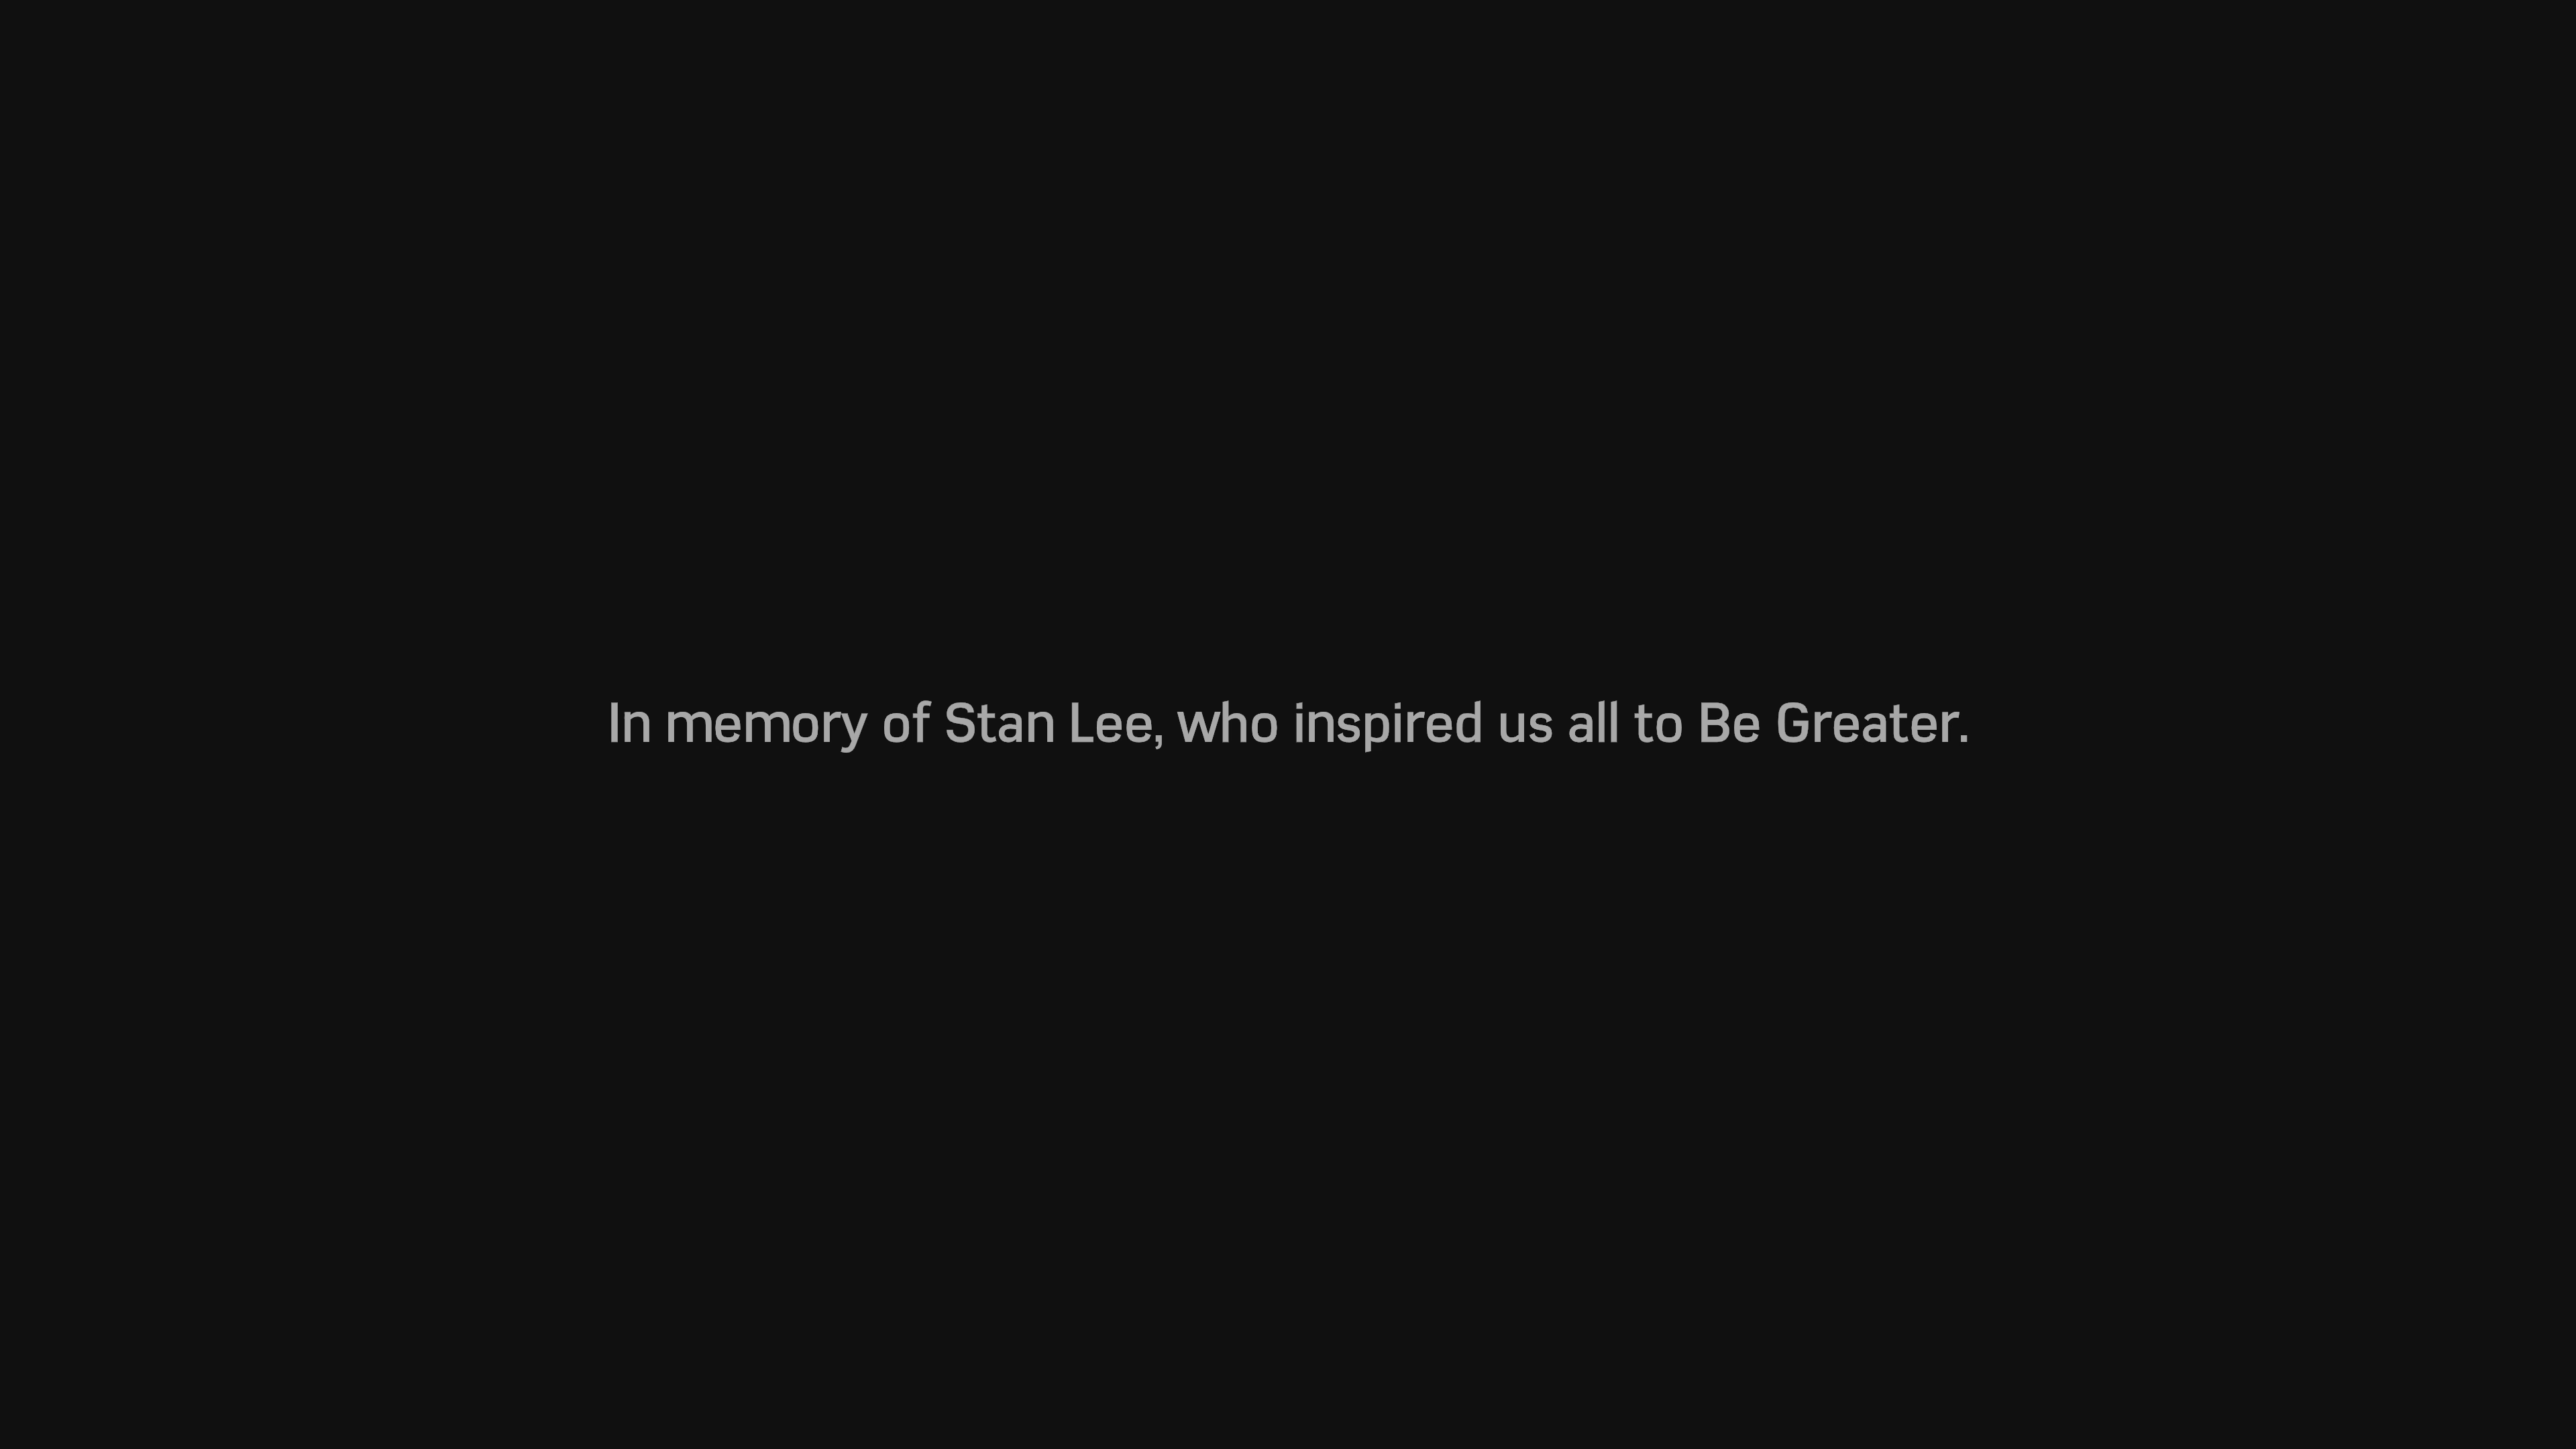 In memory of Stan Lee, who inspired us all to Be Greater.